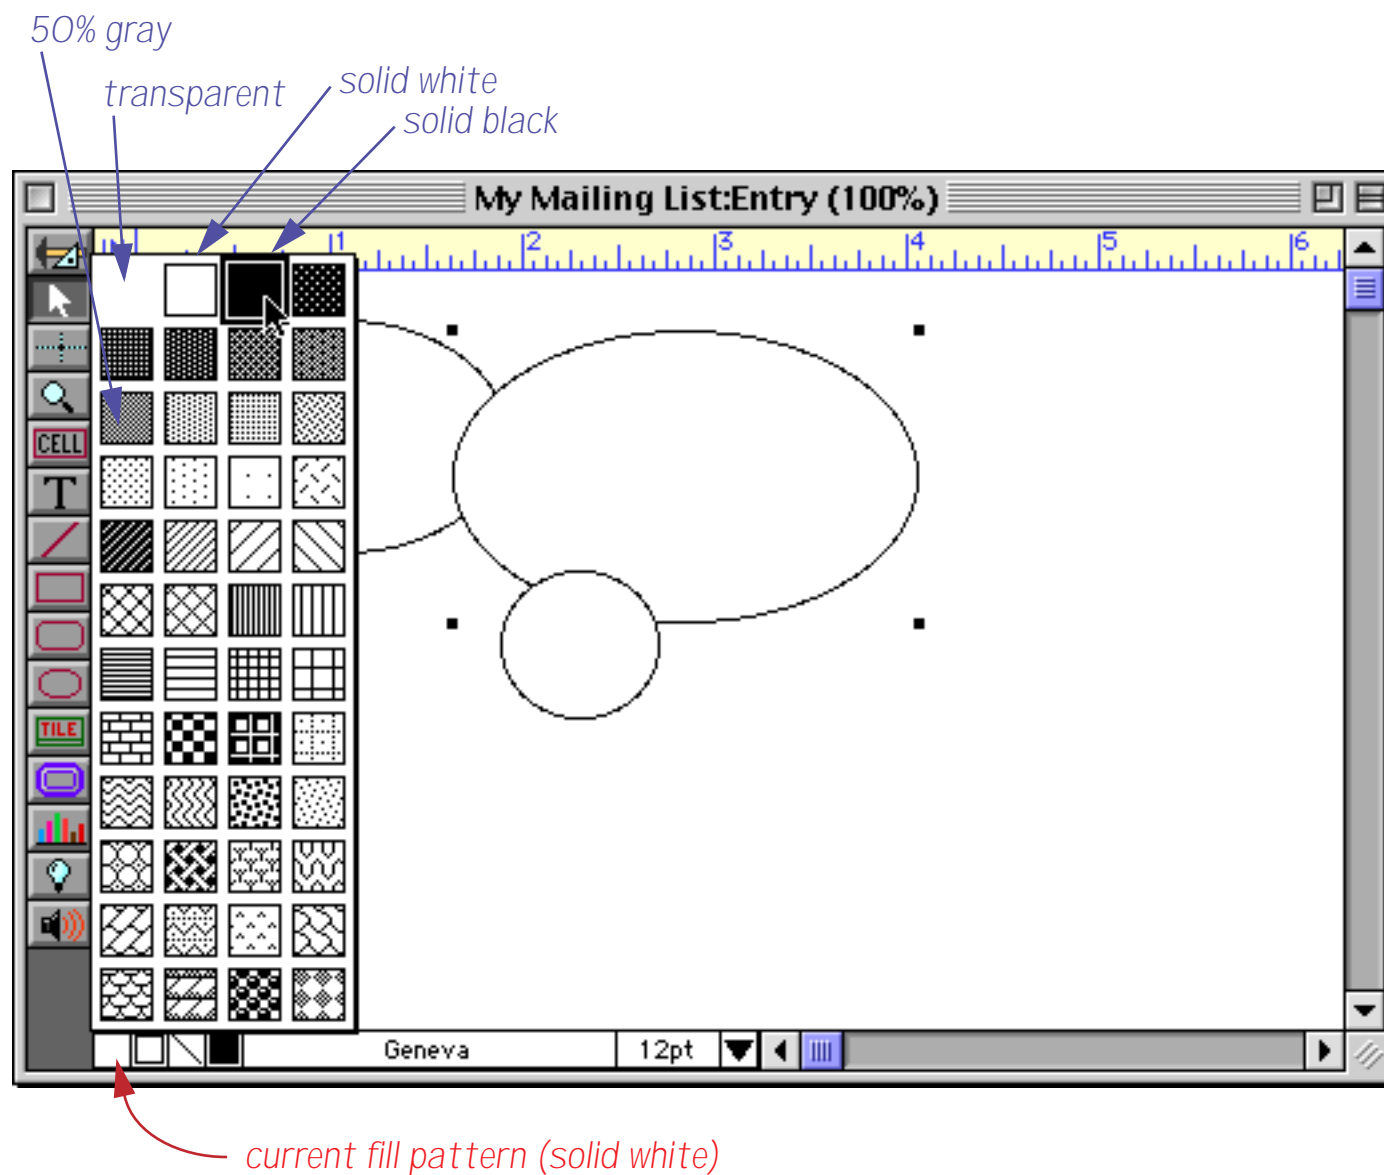 50% gray
transparent
solid white
solid black
My Mailing List:Entry (100%)
1 2 3 4 5 6
CELL
T
TILE
Geneva 12pt
current fill pattern (solid white)